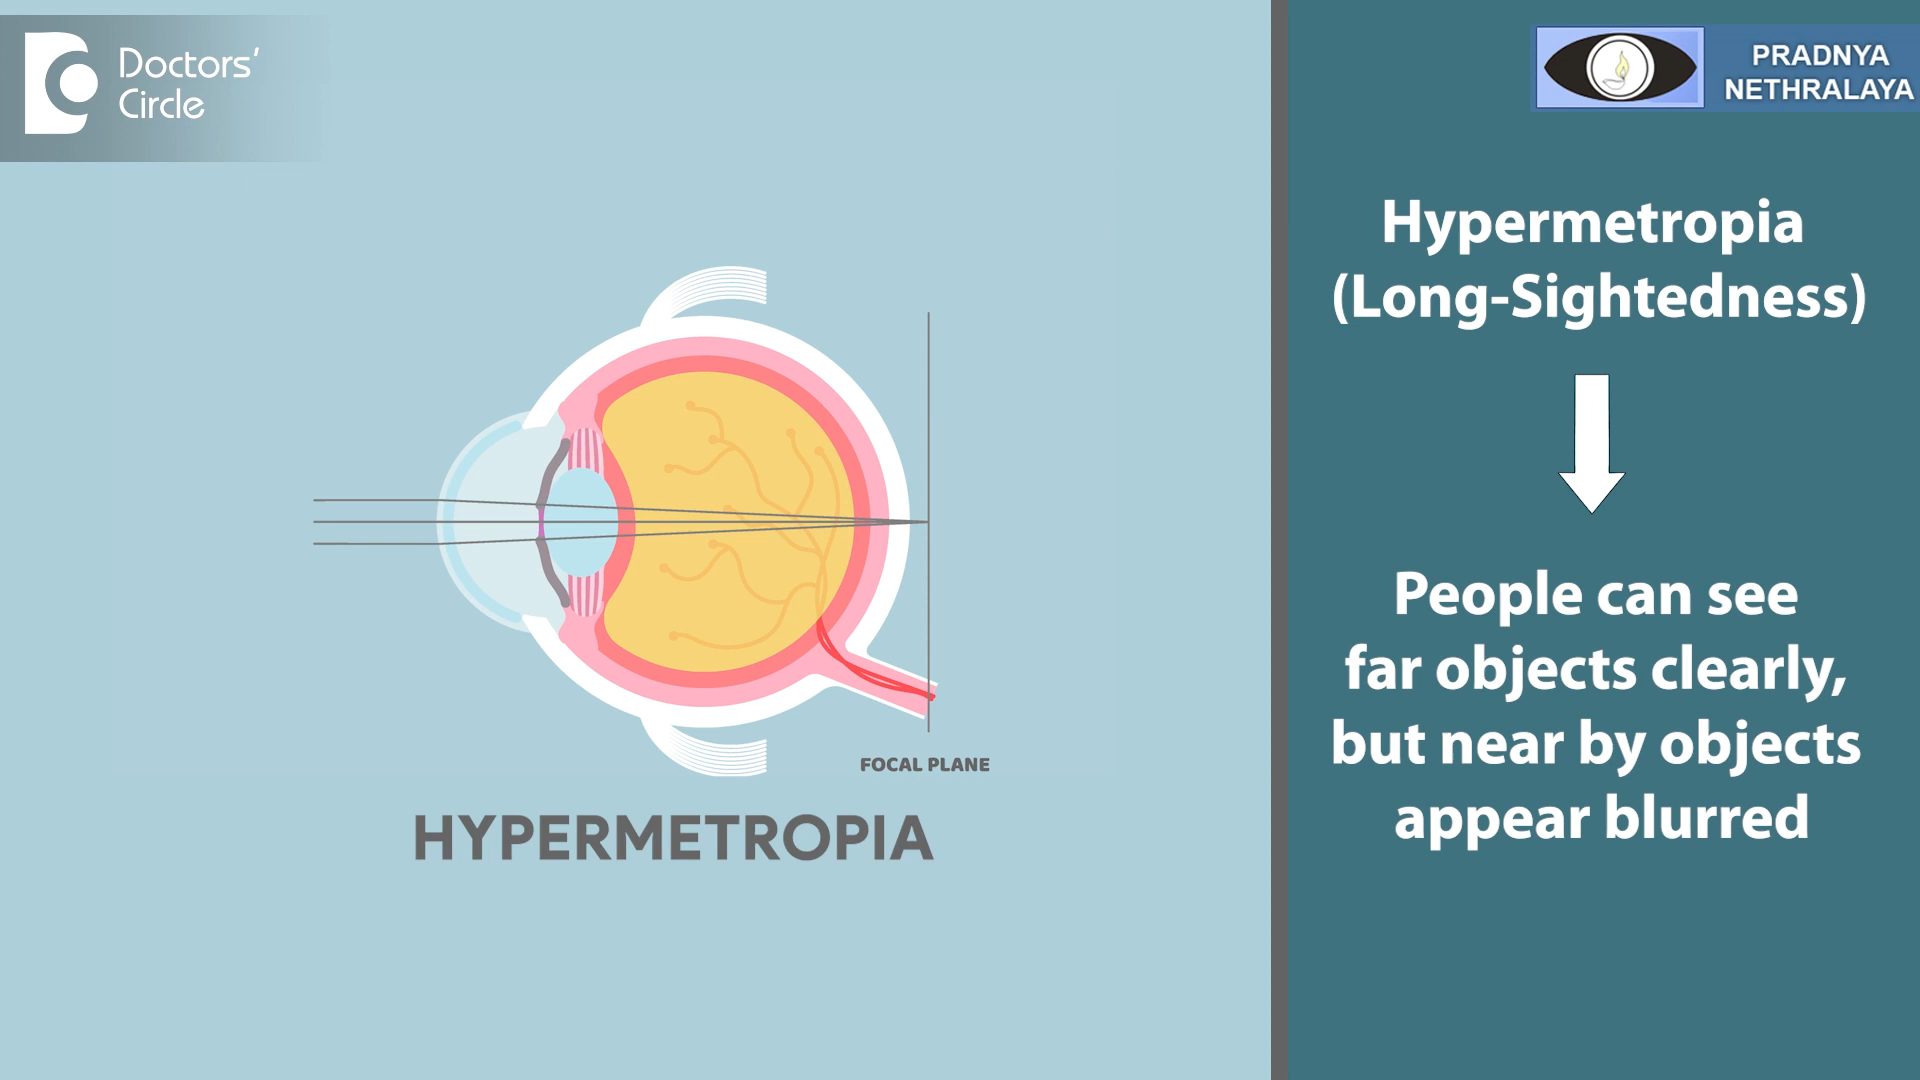 Doctors'
Circle
PRADNYA
NETHRALAYA
Hypermetropia
(Long-Sightedness)
People can see
far objects clearly,
but near by objects
appear blurred
FOCAL PLANE
HYPERMETROPIA